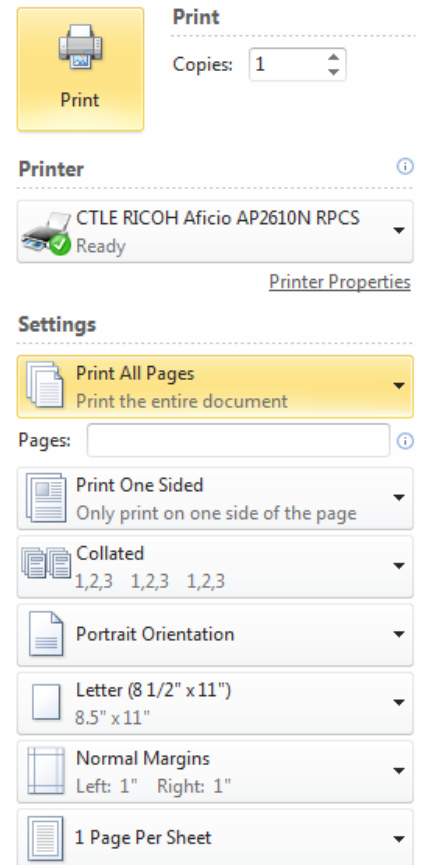 Print
Print
Copies: 1
Printer
CTLE RICOH Aficio AP2610N RPCS
Ready
Printer Properties
Settings
Print All Pages
Print the entire document
Pages:
Print One Sided
Only print on one side of the page
Collated
1,2,3 1,2,3 1,2,3
Portrait Orientation
Letter (8 1/2" x 11")
8.5" x 11"
Normal Margins
Left: 1" Right: 1"
1 Page Per Sheet